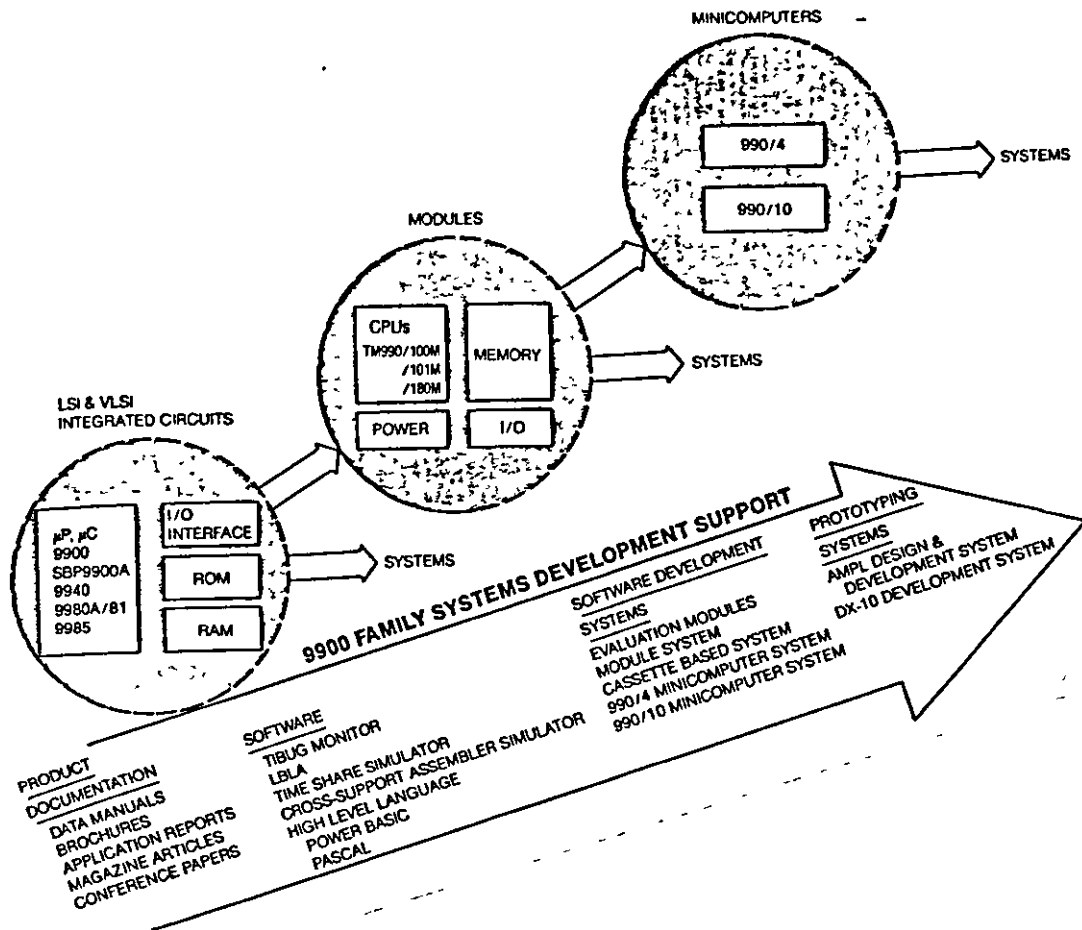 MINICOMPUTERS
990/4
990/10
SYSTEMS
MODULES
CPUs
TM990/100M
/101M
/180M
MEMORY
POWER
I/O
SYSTEMS
LSI & VLSI
INTEGRATED CIRCUITS
µP, µC
9900
SBP9900A
9940
9980A/81
9985
I/O
INTERFACE
ROM
RAM
SYSTEMS
9900 FAMILY SYSTEMS DEVELOPMENT SUPPORT
PRODUCT
DOCUMENTATION
DATA MANUALS
BROCHURES
APPLICATION REPORTS
MAGAZINE ARTICLES
CONFERENCE PAPERS
SOFTWARE
TIBUG MONITOR
LBLA
TIME SHARE SIMULATOR
CROSS-SUPPORT ASSEMBLER SIMULATOR
HIGH LEVEL LANGUAGE
POWER BASIC
PASCAL
SOFTWARE DEVELOPMENT
SYSTEMS
EVALUATION MODULES
MODULE SYSTEM
CASSETTE BASED SYSTEM
990/4 MINICOMPUTER SYSTEM
990/10 MINICOMPUTER SYSTEM
PROTOTYPING
SYSTEMS
AMPL DESIGN &
DEVELOPMENT SYSTEM
DX-10 DEVELOPMENT SYSTEM